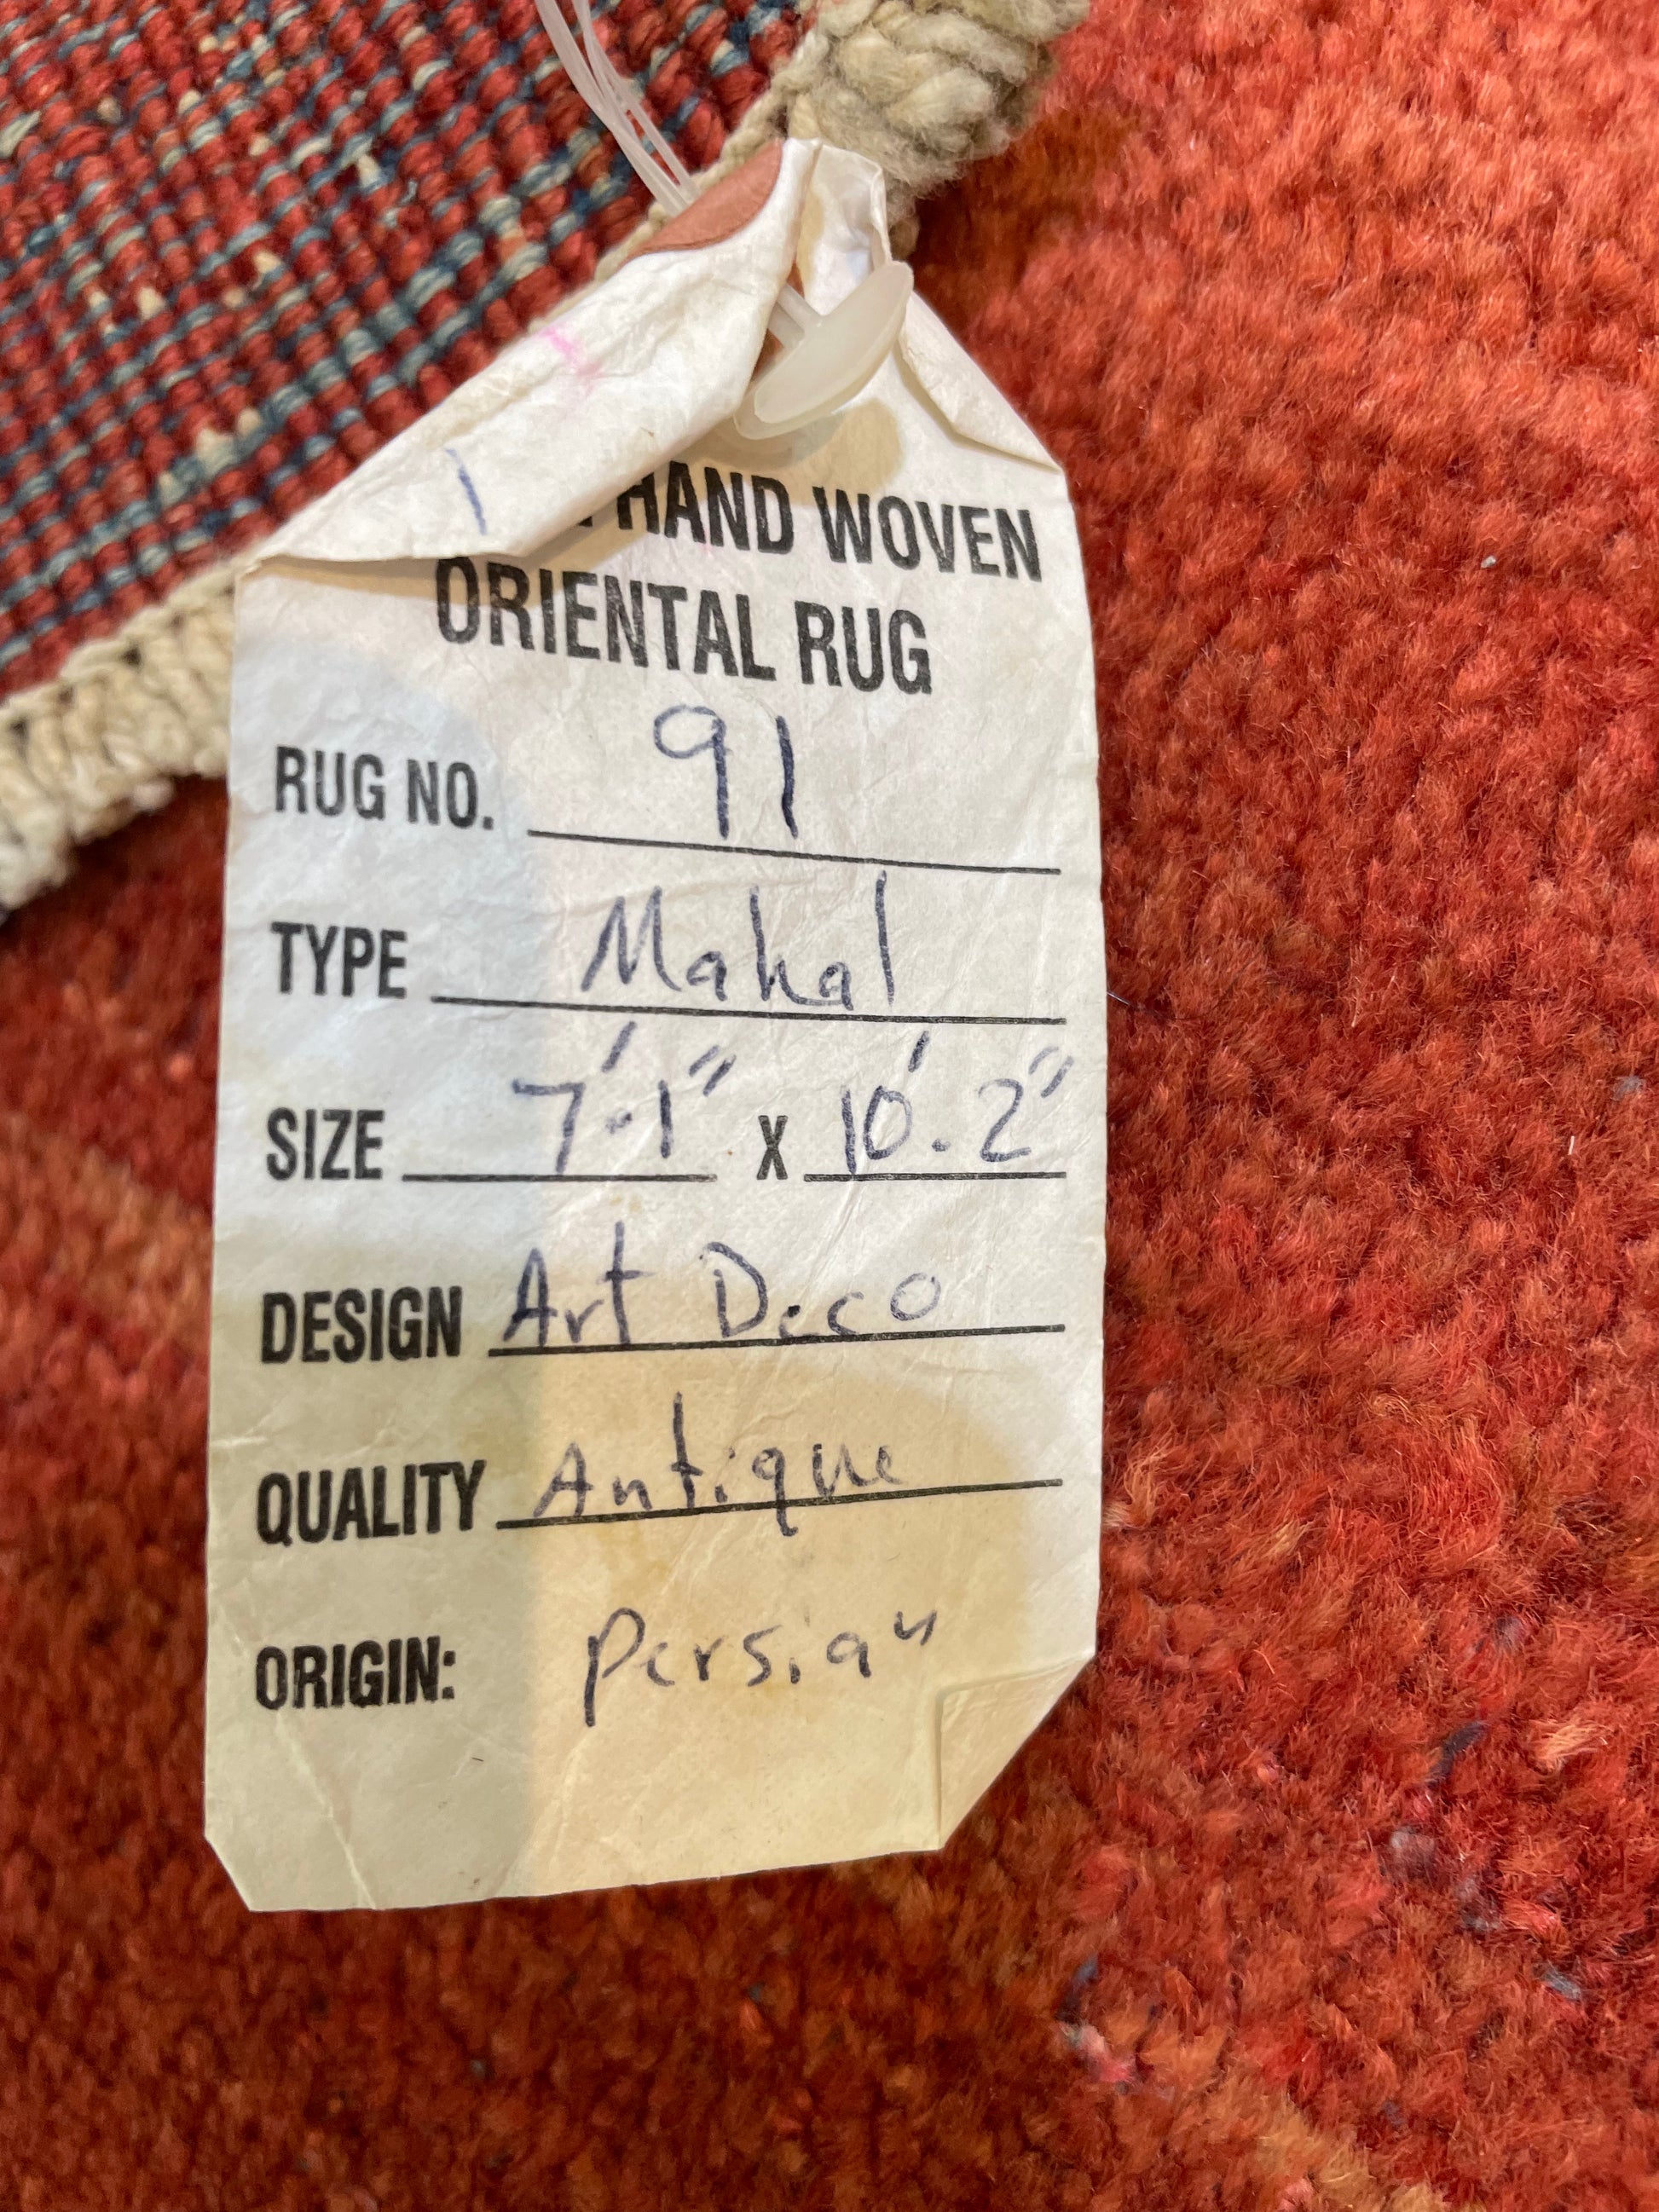 HAND WOVEN
ORIENTAL RUG
RUG NO. 91
TYPE Mahal
SIZE 7'-1" X 10'-2"
DESIGN Art Deco
QUALITY Antique
ORIGIN: Persian